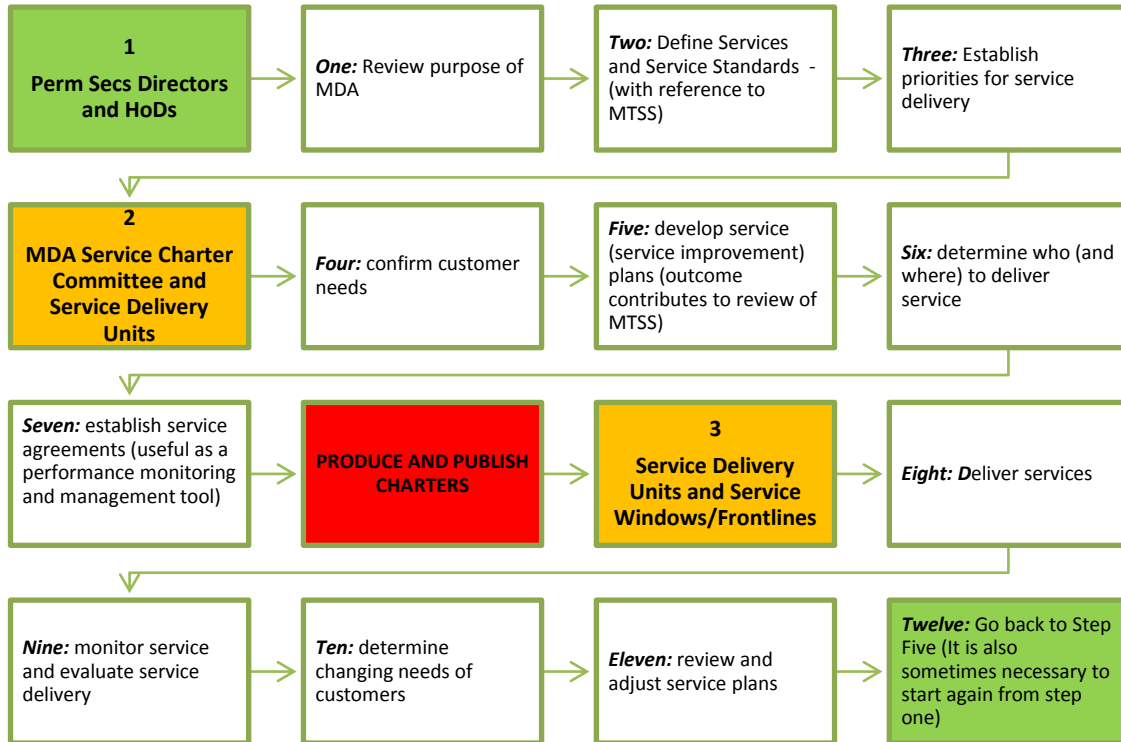 1
Perm Secs Directors
and HoDs
One: Review purpose of
MDA
Two: Define Services
and Service Standards -
(with reference to
MTSS)
Three: Establish
priorities for service
delivery
2
MDA Service Charter
Committee and
Service Delivery
Units
Four: confirm customer
needs
Five: develop service
(service improvement)
plans (outcome
contributes to review of
MTSS)
Six: determine who (and
where) to deliver
service
Seven: establish service
agreements (useful as a
performance monitoring
and management tool)
PRODUCE AND PUBLISH
CHARTERS
3
Service Delivery
Units and Service
Windows/Frontlines
Eight: Deliver services
Nine: monitor service
and evaluate service
delivery
Ten: determine
changing needs of
customers
Eleven: review and
adjust service plans
Twelve: Go back to Step
Five (It is also
sometimes necessary to
start again from step
one)